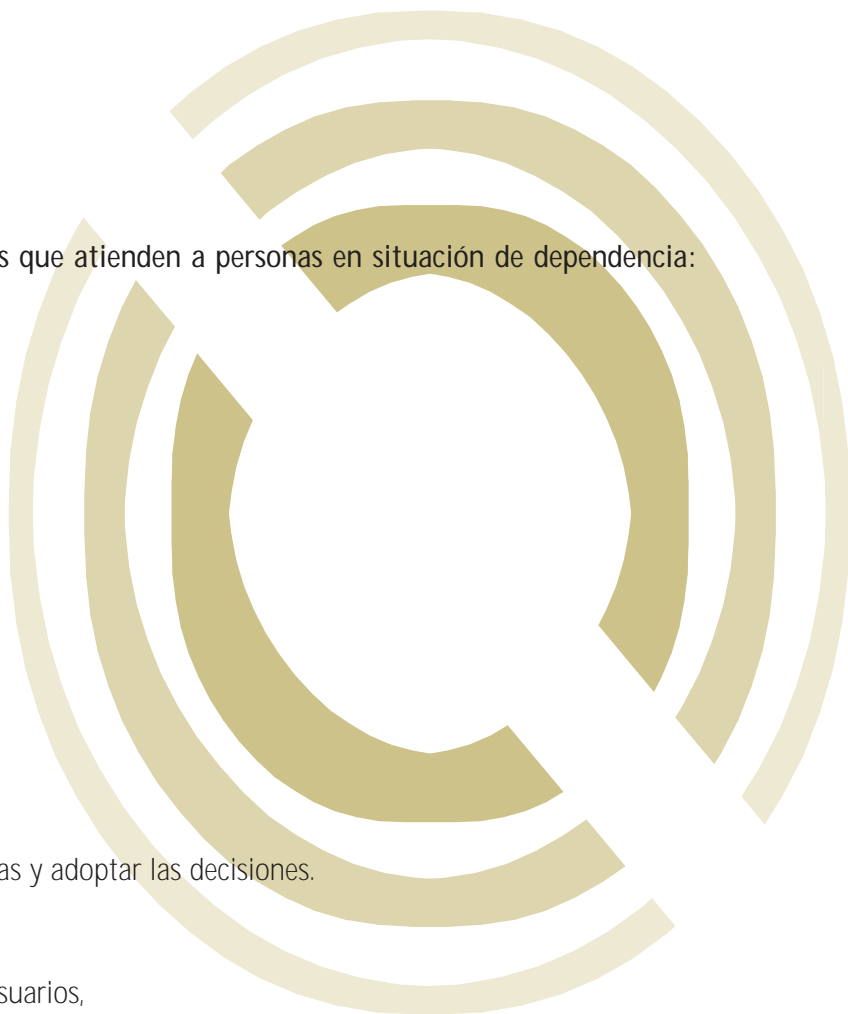 s que atienden a personas en situación de dependencia:
as y adoptar las decisiones.
suarios,